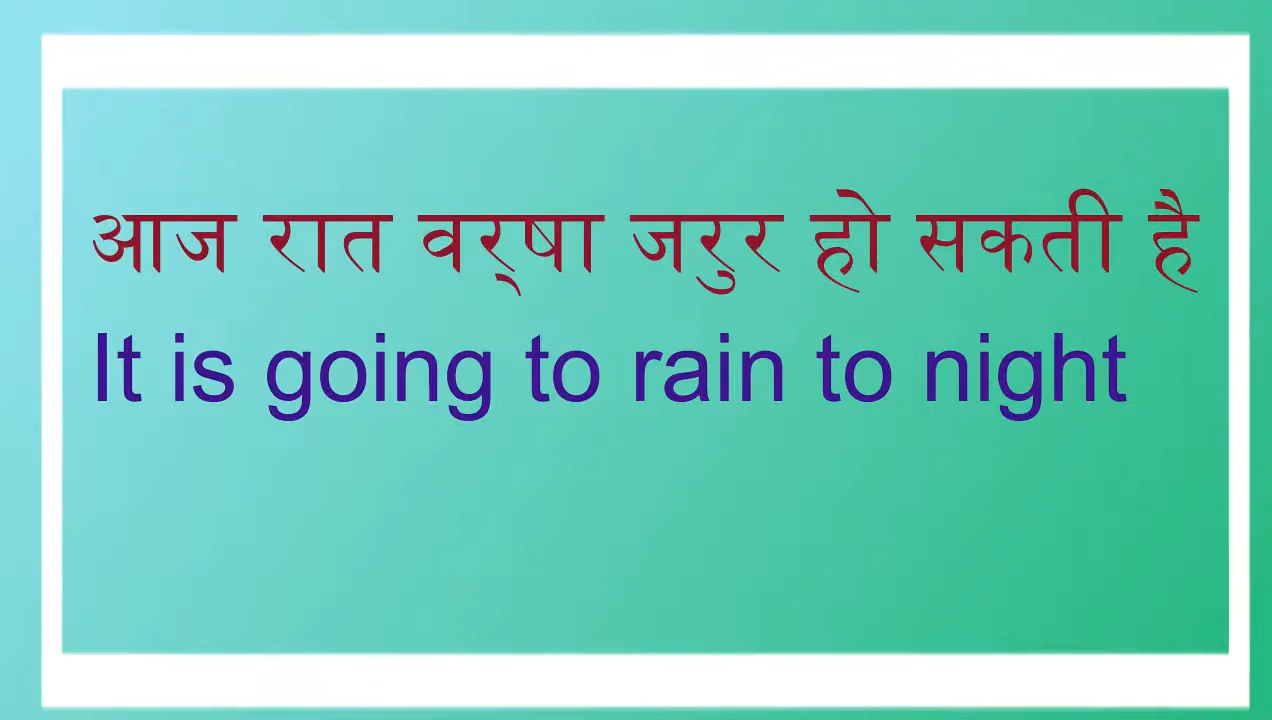 आज रात वर्‌षा जरुर हो सकती है
It is going to rain to night